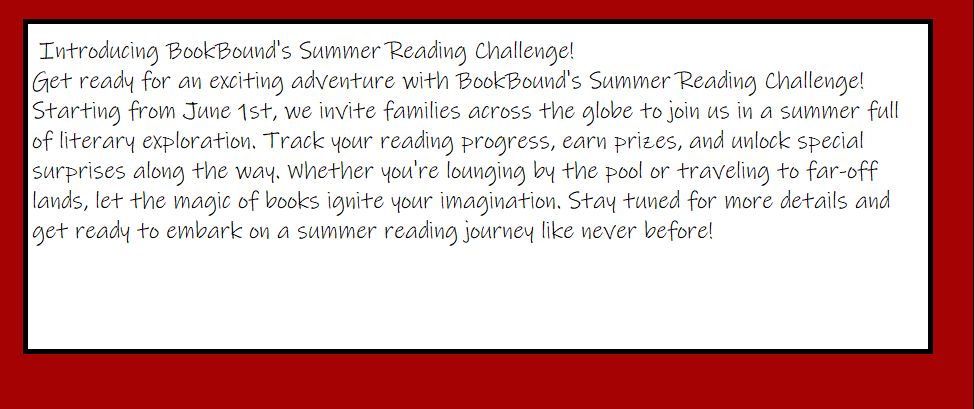 Introducing BookBound's Summer Reading Challenge!
Get ready for an exciting adventure with BookBound's Summer Reading Challenge!
Starting from June 1st, we invite families across the globe to join us in a summer full
of literary exploration. Track your reading progress, earn prizes, and unlock special
surprises along the way. Whether you're lounging by the pool or traveling to far-off
lands, let the magic of books ignite your imagination. Stay tuned for more details and
get ready to embark on a summer reading journey like never before!